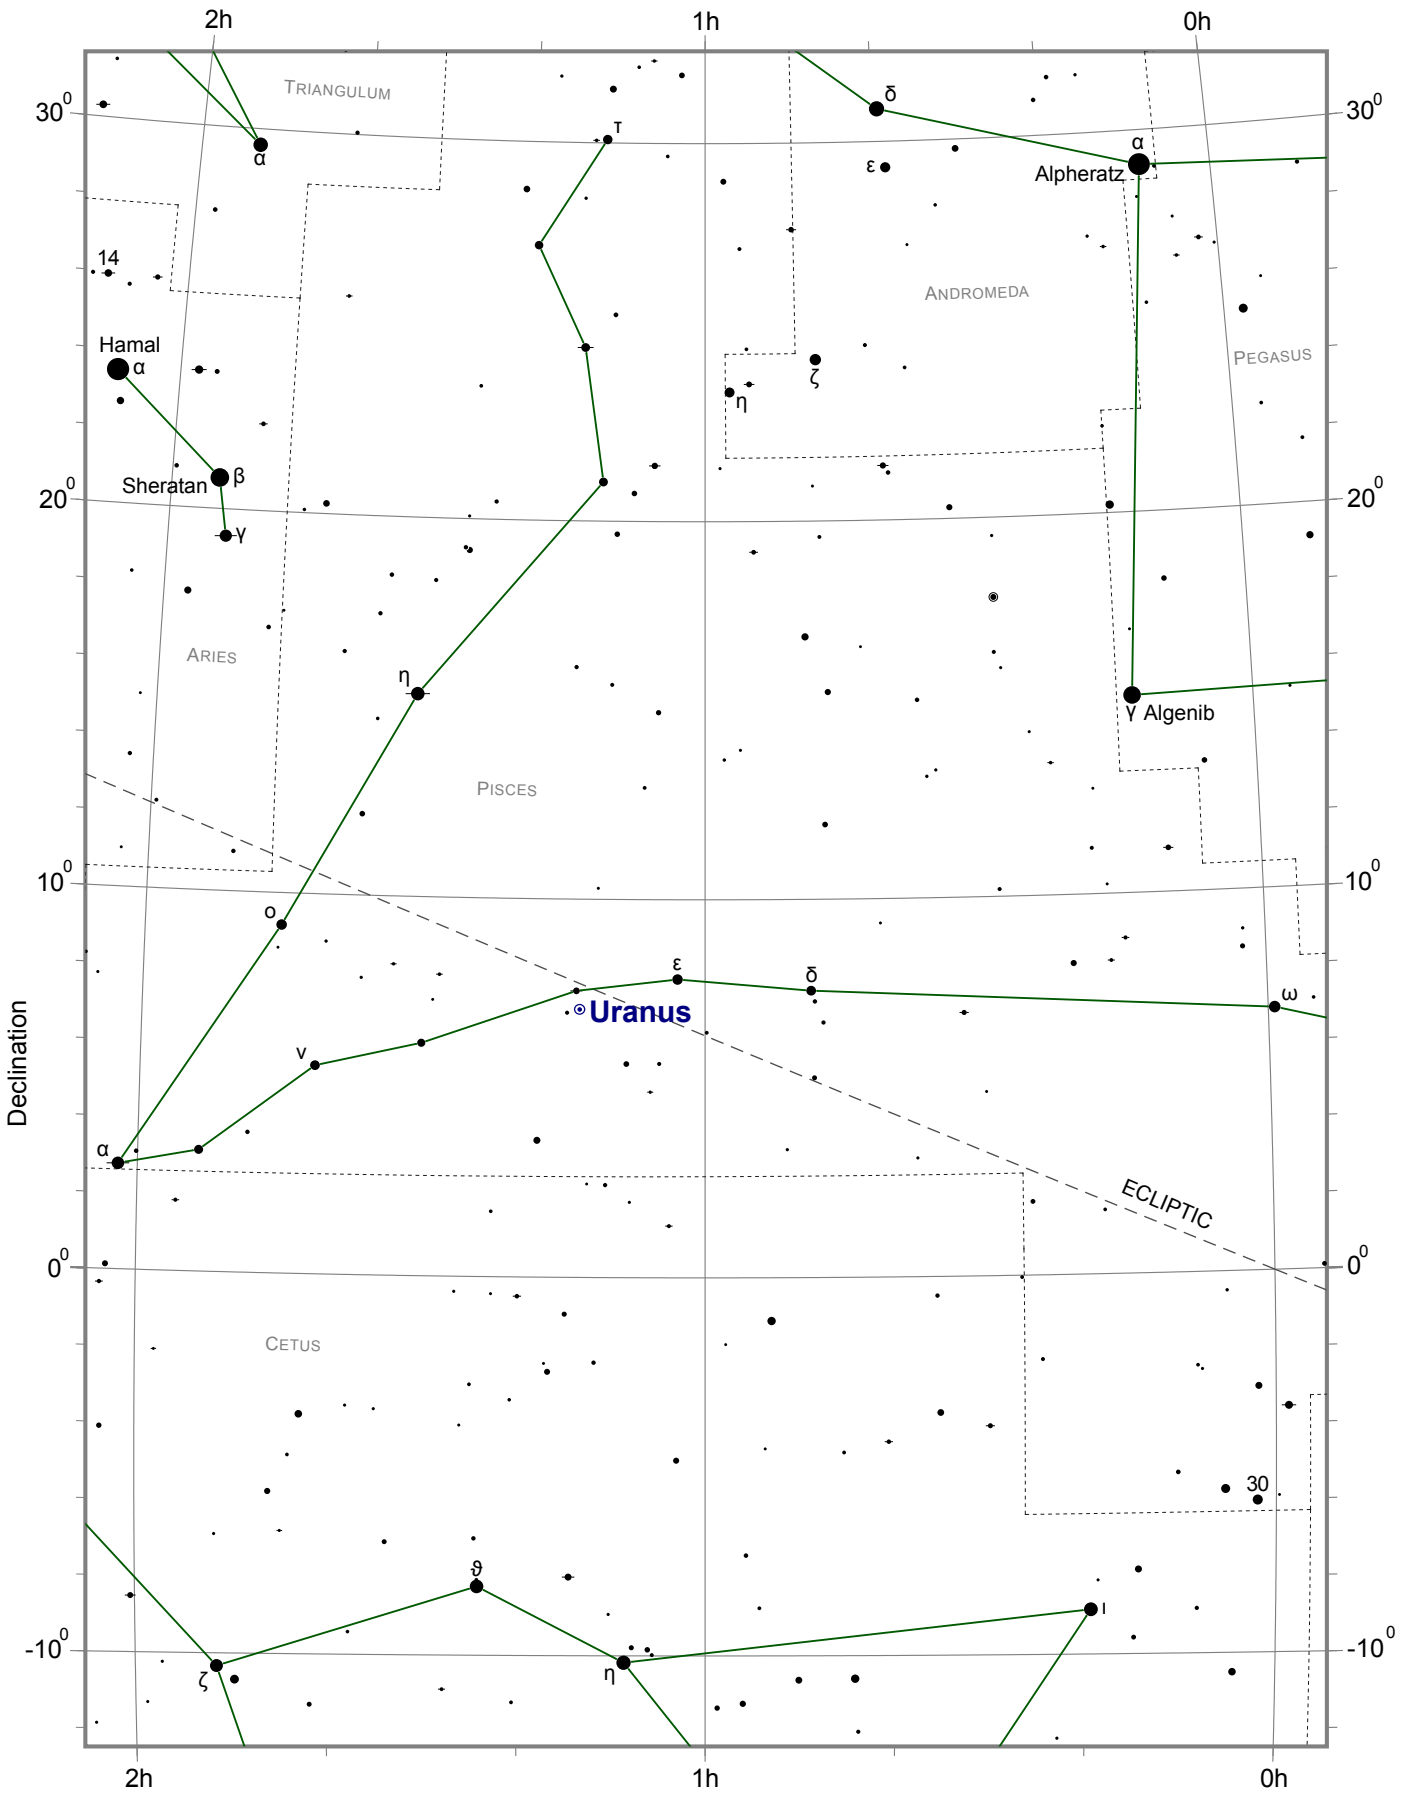 2h 1h 0h
TRIANGULUM
δ
30⁰ 30⁰
τ
α
α
ε
Alpheratz
14
ANDROMEDA
Hamal
α
PEGASUS
ζ
η
β
Sheratan
20⁰ 20⁰
γ
ARIES
η
γ Algenib
PISCES
10⁰ 10⁰
ο
ε
δ
ω
Uranus
ν
Declination
α
ECLIPTIC
0⁰ 0⁰
CETUS
30
ϑ
ι
-10⁰ -10⁰
ζ
η
2h 1h 0h